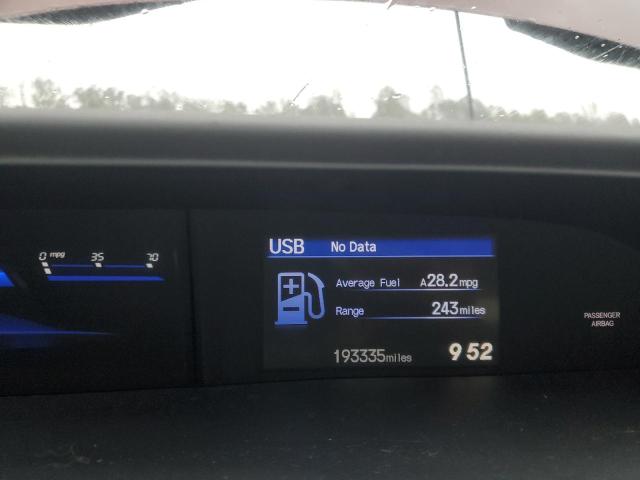 USB No Data
0 mpg 35 70
Average Fuel A28.2mpg
Range 243miles
PASSENGER
AIRBAG
193335miles 9 52